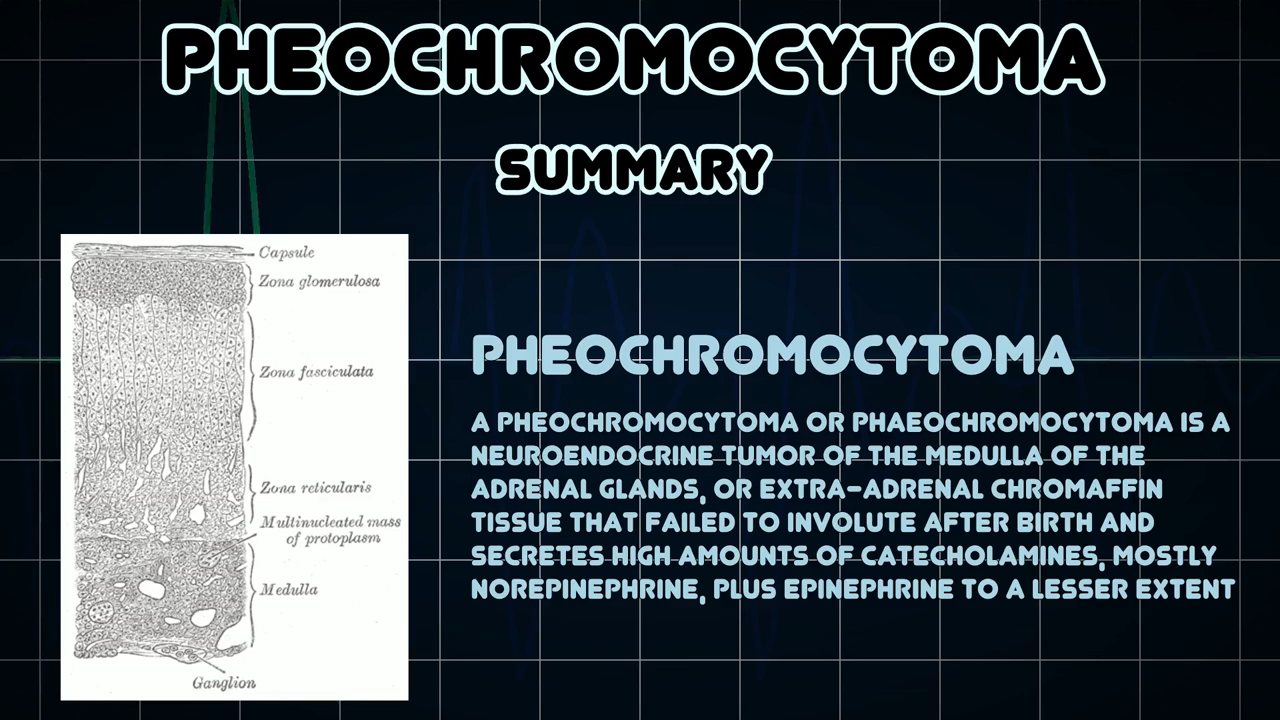 PHEOCHROMOCYTOMA
SUMMARY
Capsule
Zona glomerulosa
Zona fasciculata
Zona reticularis
Multinucleated mass
of protoplasm
Medulla
Ganglion
PHEOCHROMOCYTOMA
A PHEOCHROMOCYTOMA OR PHAEOCHROMOCYTOMA IS A
NEUROENDOCRINE TUMOR OF THE MEDULLA OF THE
ADRENAL GLANDS, OR EXTRA-ADRENAL CHROMAFFIN
TISSUE THAT FAILED TO INVOLUTE AFTER BIRTH AND
SECRETES HIGH AMOUNTS OF CATECHOLAMINES, MOSTLY
NOREPINEPHRINE, PLUS EPINEPHRINE TO A LESSER EXTENT